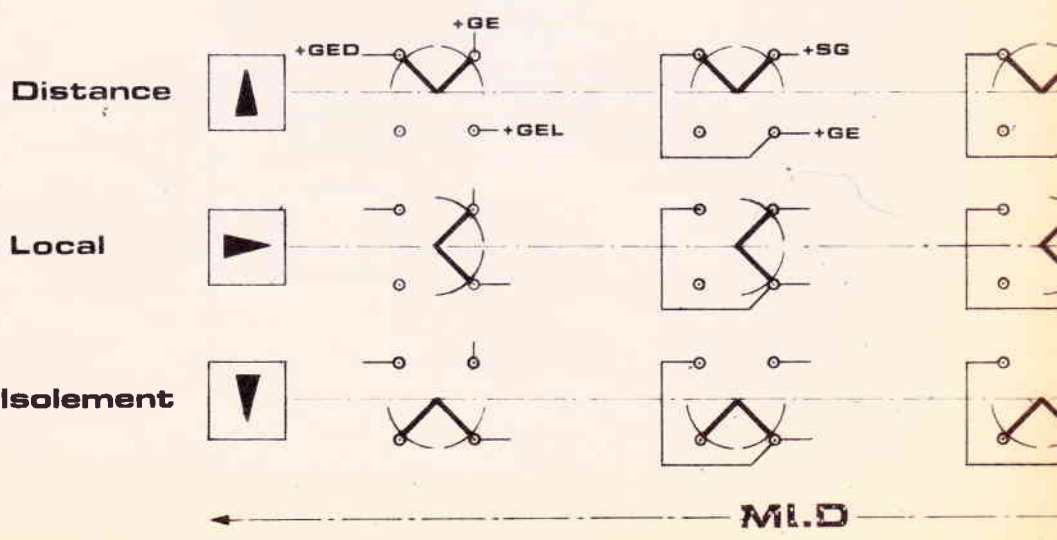 +GE
+GED
+SG
Distance
+GEL
+GE
Local
Isolement
MI.D